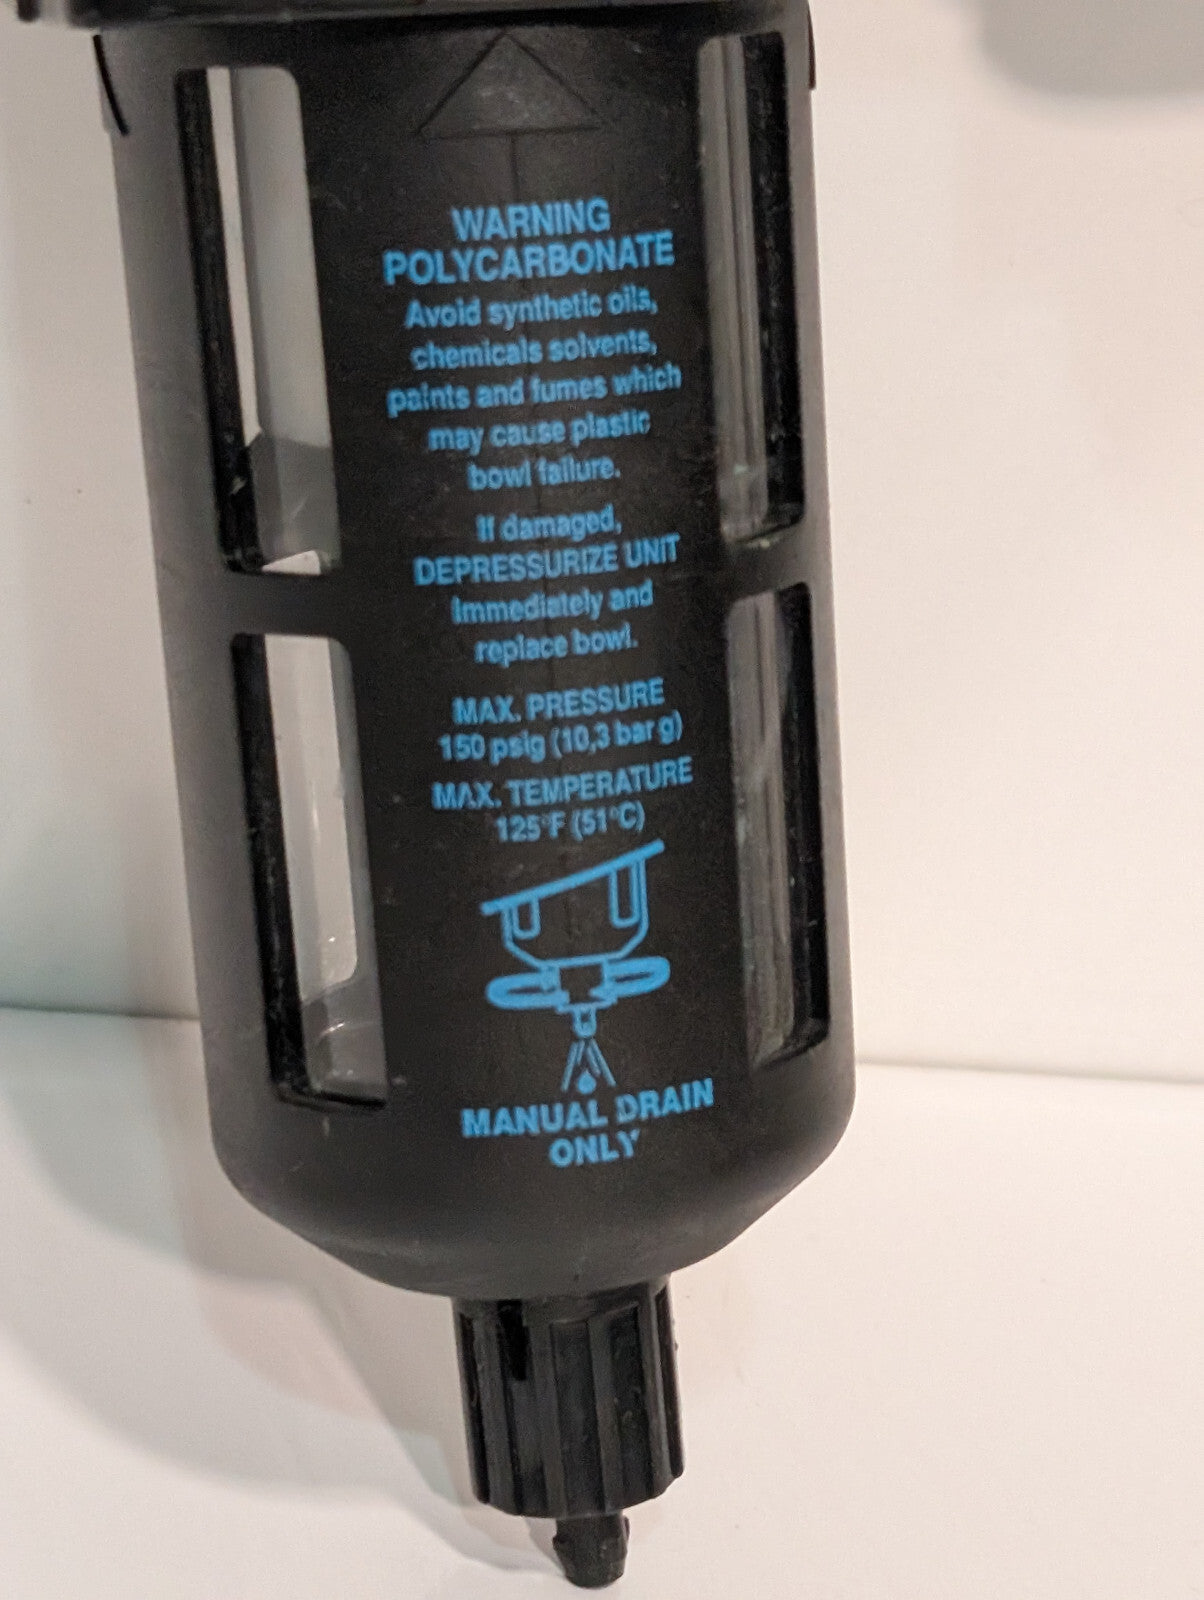 WARNING
POLYCARBONATE
Avoid synthetic oils,
chemicals solvents,
paints and fumes which
may cause plastic
bowl failure.
If damaged,
DEPRESSURIZE UNIT
immediately and
replace bowl.
MAX. PRESSURE
150 psig (10,3 bar g)
MAX. TEMPERATURE
125°F (51°C)
MANUAL DRAIN
ONLY